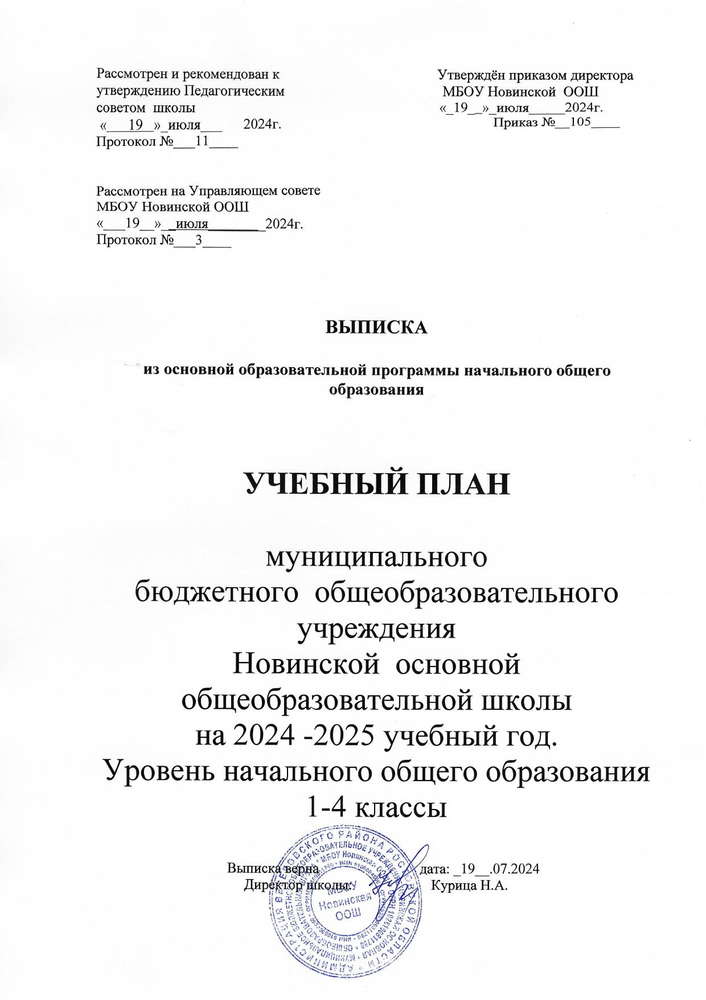 Рассмотрен и рекомендован к
утверждению Педагогическим
советом школы
«___19__»_июля___ 2024г.
Протокол №___11____
Утверждён приказом директора
МБОУ Новинской ООШ
«_19__»_июля_____2024г.
Приказ №__105____
Рассмотрен на Управляющем совете
МБОУ Новинской ООШ
«___19__»__июля________2024г.
Протокол №___3____
ВЫПИСКА
из основной образовательной программы начального общего
образования
УЧЕБНЫЙ ПЛАН
муниципального
бюджетного общеобразовательного
учреждения
Новинской основной
общеобразовательной школы
на 2024 -2025 учебный год.
Уровень начального общего образования
1-4 классы
Выписка верна дата: _19__.07.2024
Директор школы: Курица Н.А.
МБОУ
Новинская
ООШ